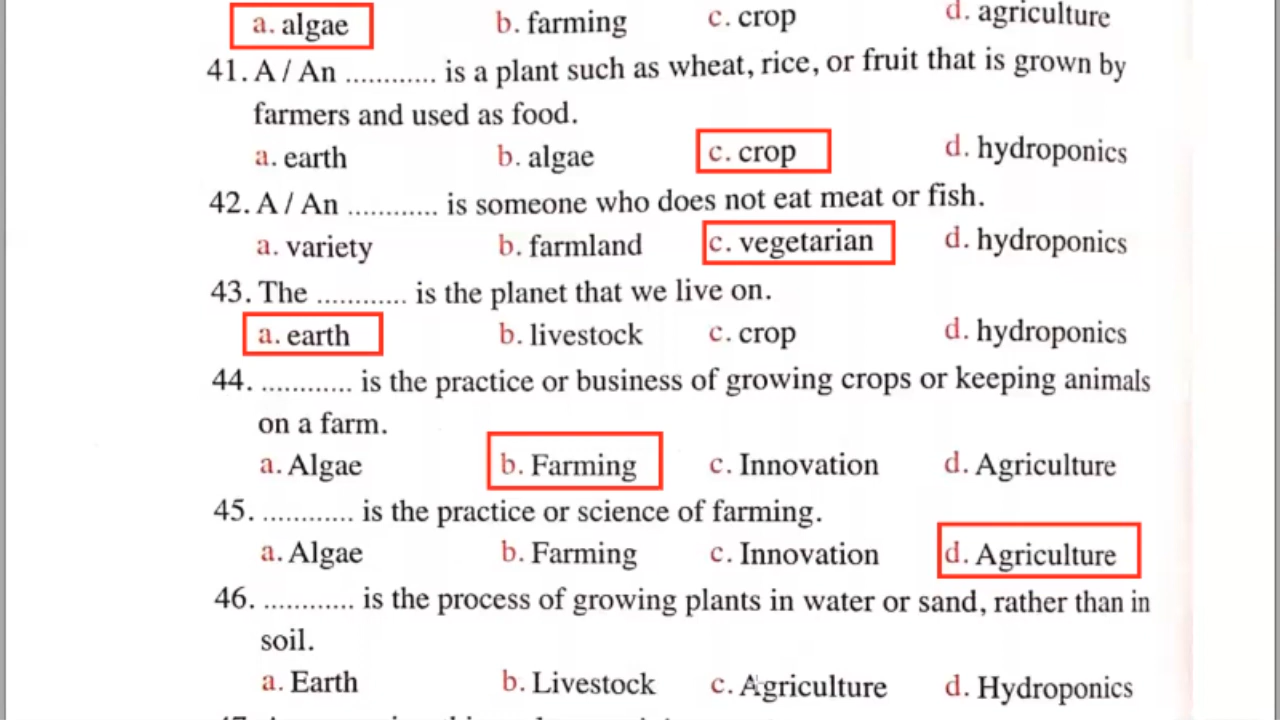 a. algae b. farming c. crop d. agriculture
41. A / An ............ is a plant such as wheat, rice, or fruit that is grown by
farmers and used as food.
a. earth b. algae c. crop d. hydroponics
42. A / An ............ is someone who does not eat meat or fish.
a. variety b. farmland c. vegetarian d. hydroponics
43. The ............ is the planet that we live on.
a. earth b. livestock c. crop d. hydroponics
44. ............ is the practice or business of growing crops or keeping animals
on a farm.
a. Algae b. Farming c. Innovation d. Agriculture
45. ............ is the practice or science of farming.
a. Algae b. Farming c. Innovation d. Agriculture
46. ............ is the process of growing plants in water or sand, rather than in
soil.
a. Earth b. Livestock c. Agriculture d. Hydroponics